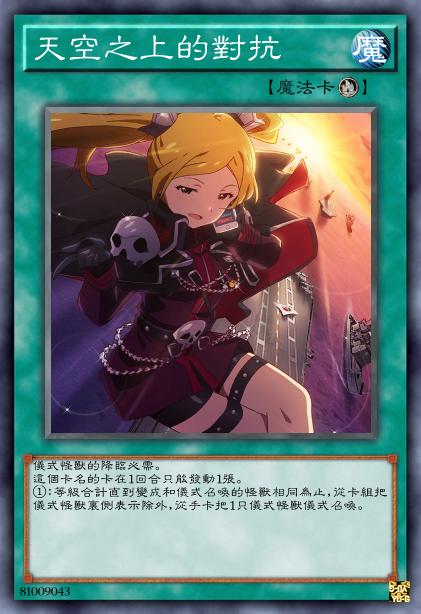 天空之上的對抗
魔
【魔法卡】
儀式怪獸的降臨必需。
這個卡名的卡在1回合只能發動1張。
①:等級合計直到變成和儀式召喚的怪獸相同為止,從卡組把
儀式怪獸裏側表示除外,從手卡把1只儀式怪獸儀式召喚。
81009043